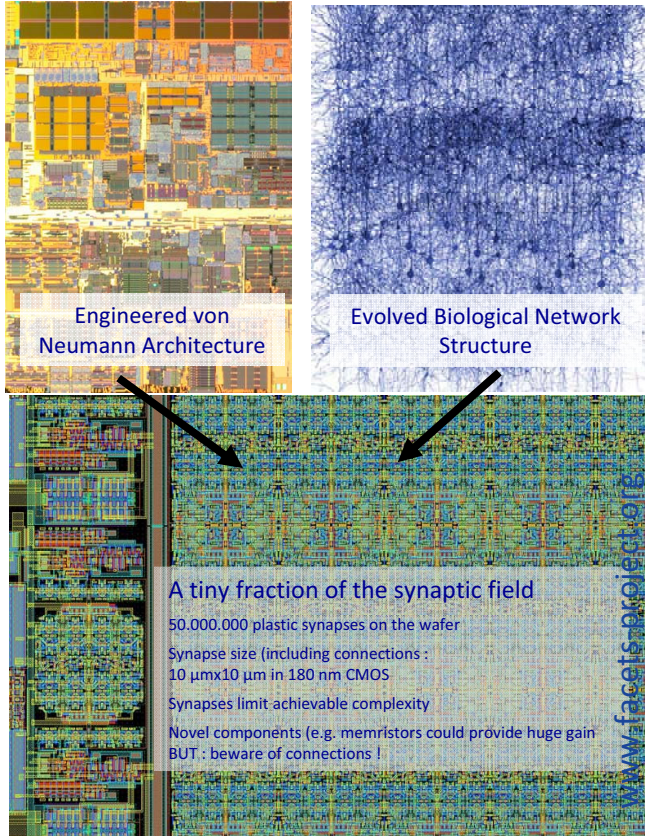 Engineered von
Neumann Architecture
Evolved Biological Network
Structure
A tiny fraction of the synaptic field
50.000.000 plastic synapses on the wafer
Synapse size (including connections :
10 µmx10 µm in 180 nm CMOS
Synapses limit achievable complexity
Novel components (e.g. memristors could provide huge gain
BUT : beware of connections !
www.facets-project.org